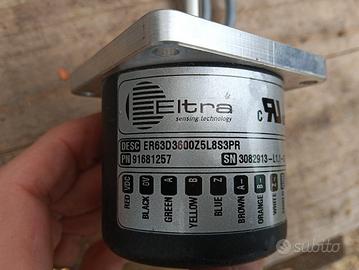 Eltra
sensing technology
DESC ER63D3600Z5L8S3PR
PN 91681257
SN 3082913-
RED VDC
BLACK 0V
GREEN A
YELLOW B
BLUE Z
BROWN A-
ORANGE B-
WHITE
subito